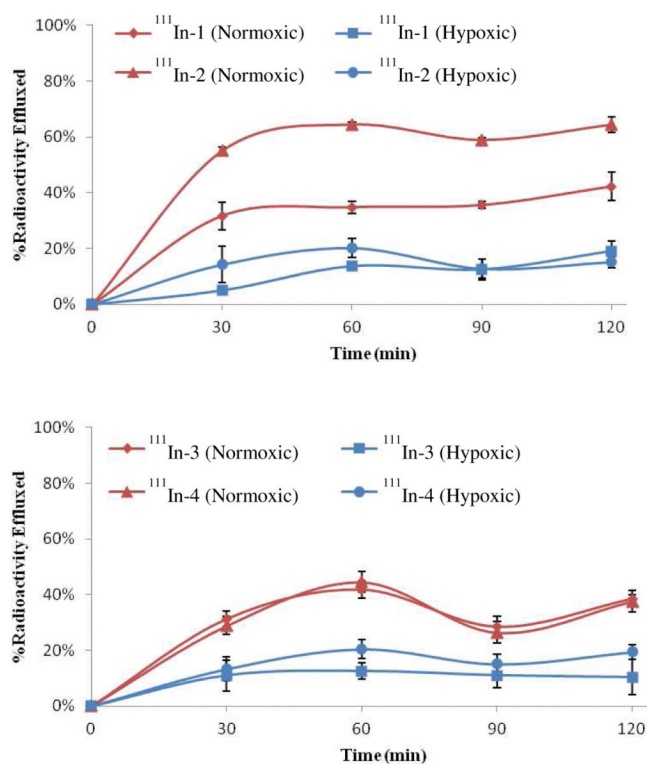 100%
80%
60%
40%
20%
0%
%Radioactivity Effluxed
111In-1 (Normoxic)
111In-1 (Hypoxic)
111In-2 (Normoxic)
111In-2 (Hypoxic)
0 30 60 90 120
Time (min)
100%
80%
60%
40%
20%
0%
%Radioactivity Effluxed
111In-3 (Normoxic)
111In-3 (Hypoxic)
111In-4 (Normoxic)
111In-4 (Hypoxic)
0 30 60 90 120
Time (min)